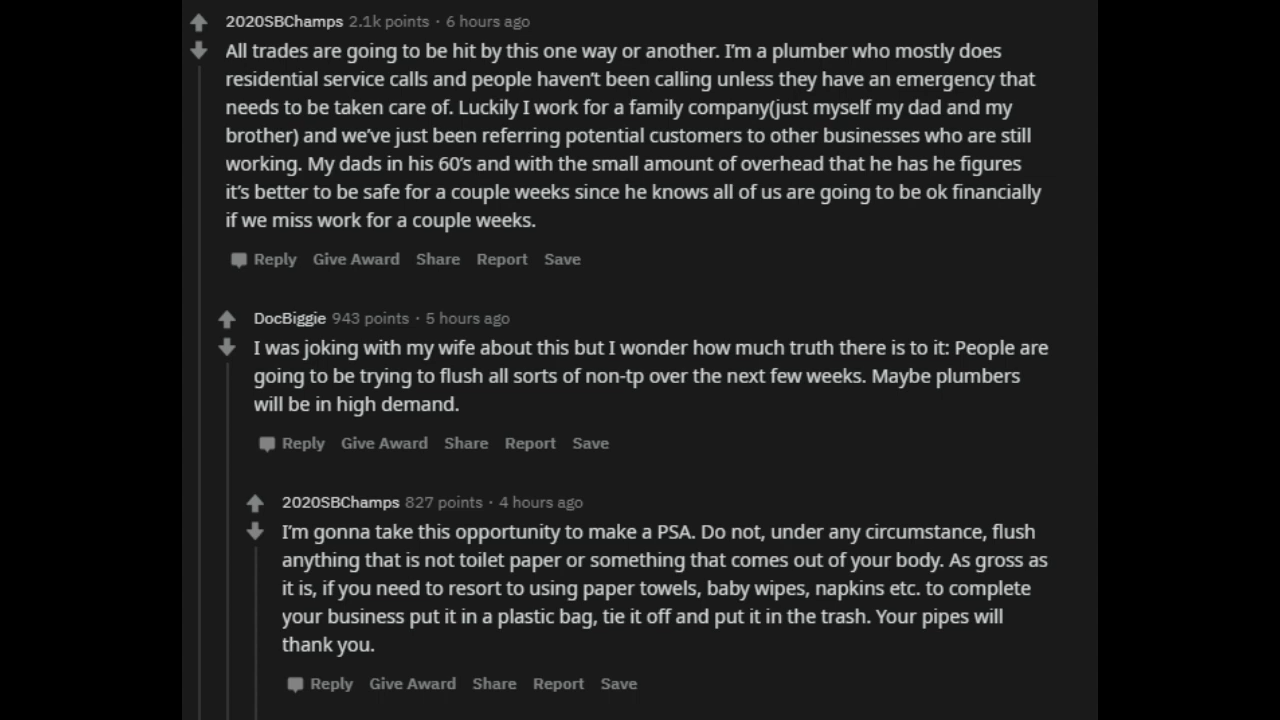 2020SBChamps 2.1k points · 6 hours ago
All trades are going to be hit by this one way or another. I'm a plumber who mostly does
residential service calls and people haven't been calling unless they have an emergency that
needs to be taken care of. Luckily I work for a family company(just myself my dad and my
brother) and we've just been referring potential customers to other businesses who are still
working. My dads in his 60's and with the small amount of overhead that he has he figures
it's better to be safe for a couple weeks since he knows all of us are going to be ok financially
if we miss work for a couple weeks.
Reply Give Award Share Report Save
DocBiggie 943 points · 5 hours ago
I was joking with my wife about this but I wonder how much truth there is to it: People are
going to be trying to flush all sorts of non-tp over the next few weeks. Maybe plumbers
will be in high demand.
Reply Give Award Share Report Save
2020SBChamps 827 points · 4 hours ago
I'm gonna take this opportunity to make a PSA. Do not, under any circumstance, flush
anything that is not toilet paper or something that comes out of your body. As gross as
it is, if you need to resort to using paper towels, baby wipes, napkins etc. to complete
your business put it in a plastic bag, tie it off and put it in the trash. Your pipes will
thank you.
Reply Give Award Share Report Save